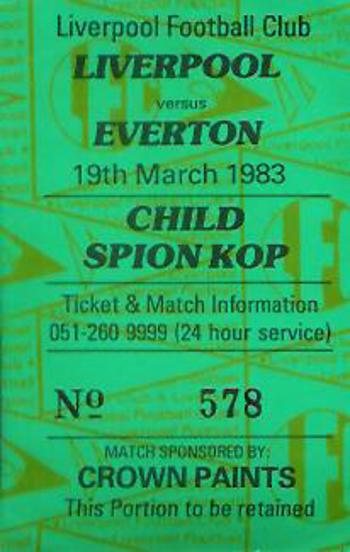 Liverpool Football Club
LIVERPOOL
versus
EVERTON
19th March 1983
CHILD
SPION KOP
Ticket & Match Information
051-260 9999 (24 hour service)
Nº 578
MATCH SPONSORED BY:
CROWN PAINTS
This Portion to be retained